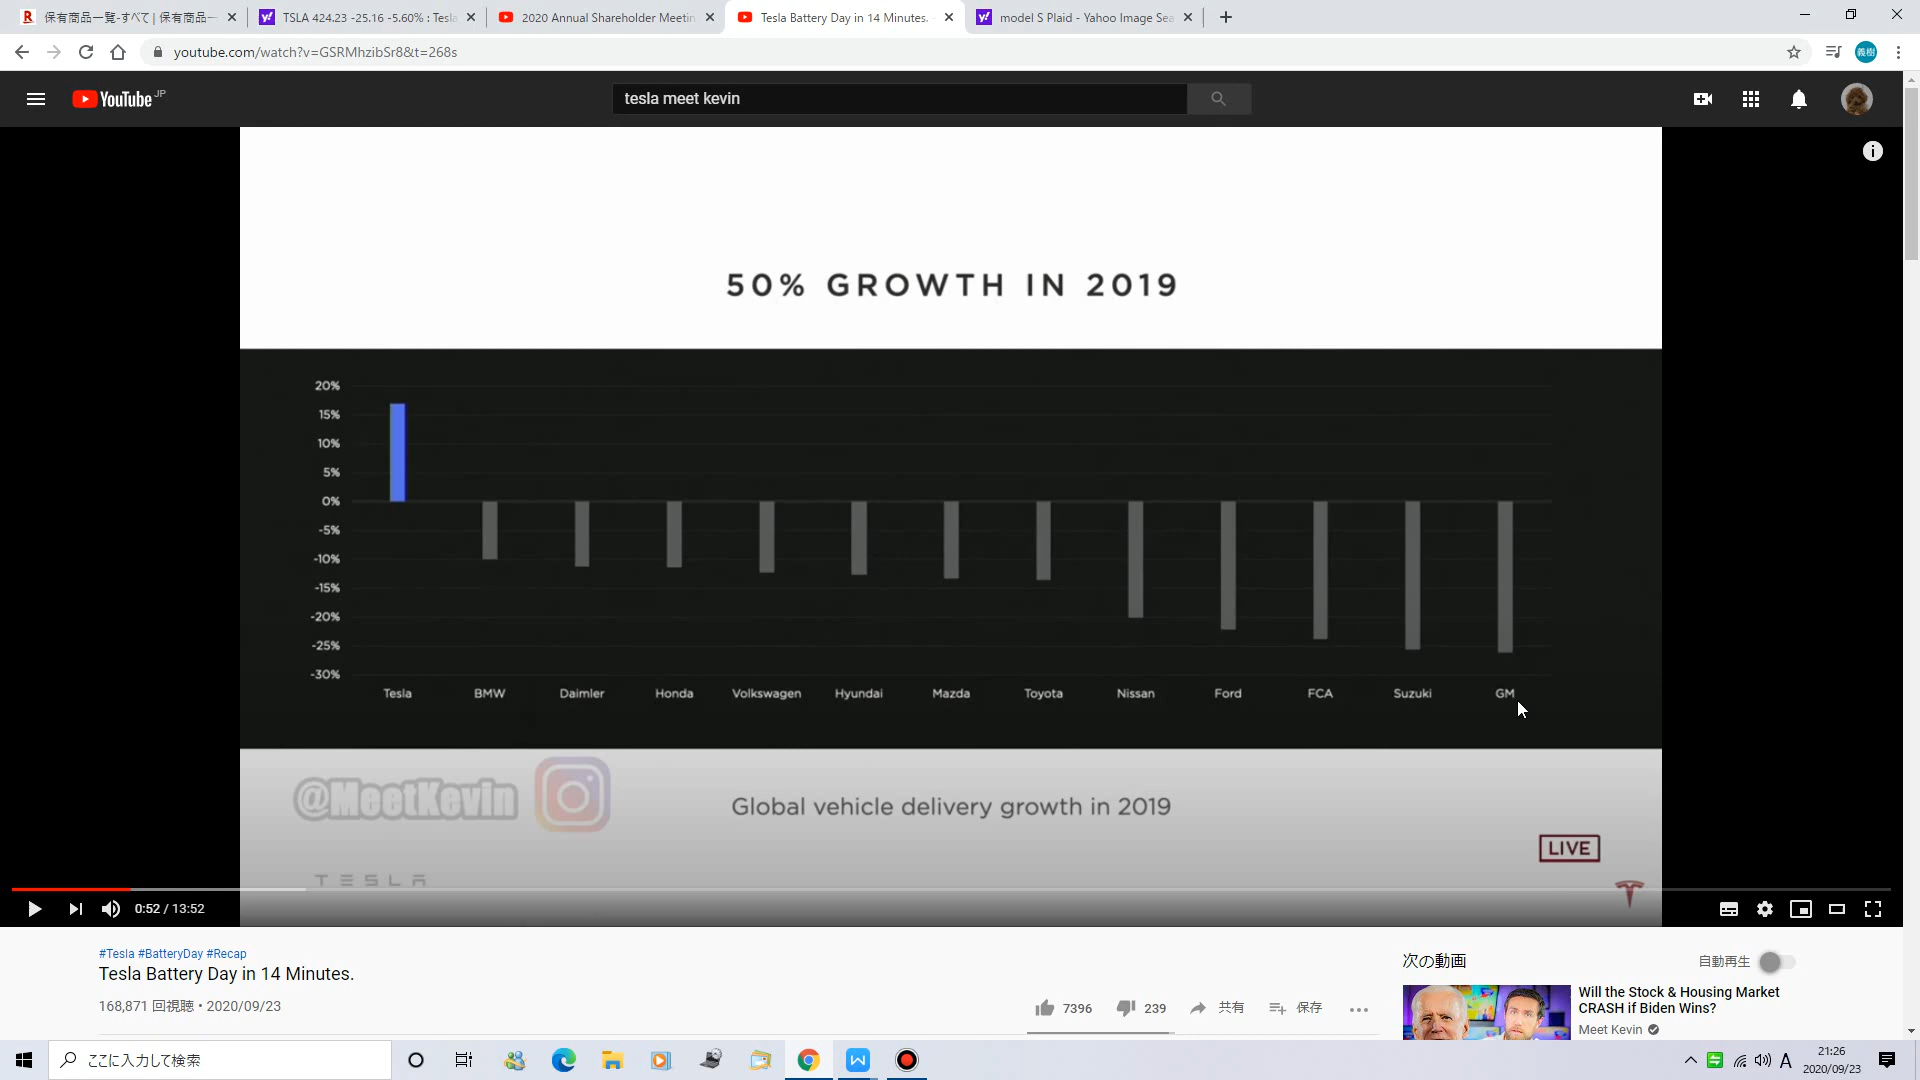 保有商品一覧-すべて | 保有商品一
TSLA 424.23 -25.16 -5.60% : Tesla
2020 Annual Shareholder Meetin
Tesla Battery Day in 14 Minutes.
model S Plaid - Yahoo Image Sea
youtube.com/watch?v=GSRMhzibSr8&t=268s
義樹
YouTube JP
tesla meet kevin
50% GROWTH IN 2019
20%
15%
10%
5%
0%
-5%
-10%
-15%
-20%
-25%
-30%
Tesla BMW Daimler Honda Volkswagen Hyundai Mazda Toyota Nissan Ford FCA Suzuki GM
@MeetKevin
Global vehicle delivery growth in 2019
LIVE
TESLA
0:52 / 13:52
#Tesla #BatteryDay #Recap
Tesla Battery Day in 14 Minutes.
168,871 回視聴・2020/09/23
7396
239
共有
保存
次の動画
自動再生
Will the Stock & Housing Market
CRASH if Biden Wins?
Meet Kevin
ここに入力して検索
A
21:26
2020/09/23